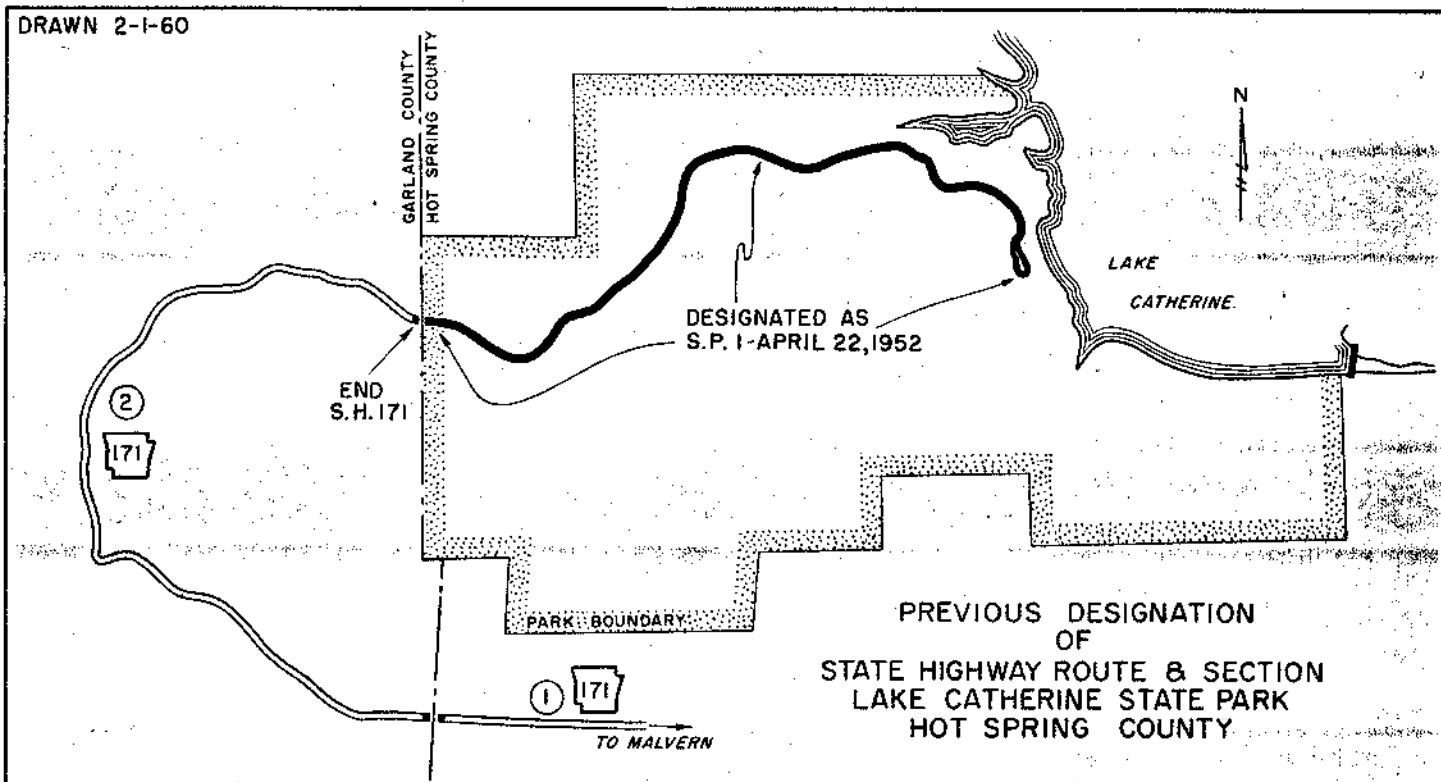 DRAWN 2-1-60
GARLAND COUNTY
HOT SPRING COUNTY
N
LAKE
CATHERINE.
DESIGNATED AS
S.P. 1-APRIL 22, 1952
END
S.H. 171
2
171
PARK BOUNDARY
1
171
TO MALVERN
PREVIOUS DESIGNATION
OF
STATE HIGHWAY ROUTE & SECTION
LAKE CATHERINE STATE PARK
HOT SPRING COUNTY